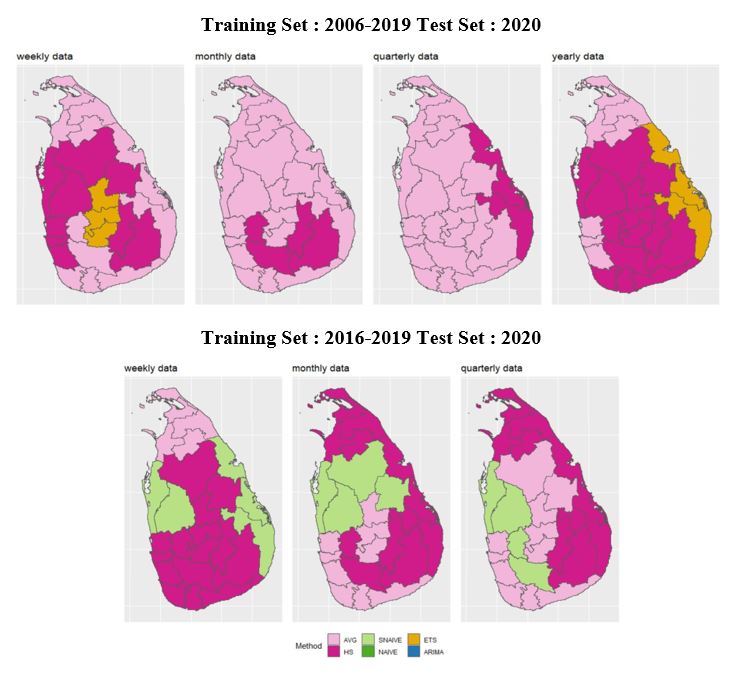 Training Set : 2006-2019 Test Set : 2020
weekly data monthly data quarterly data yearly data
Training Set : 2016-2019 Test Set : 2020
weekly data monthly data quarterly data
Method AVG SNAIVE ETS
HS NAIVE ARIMA